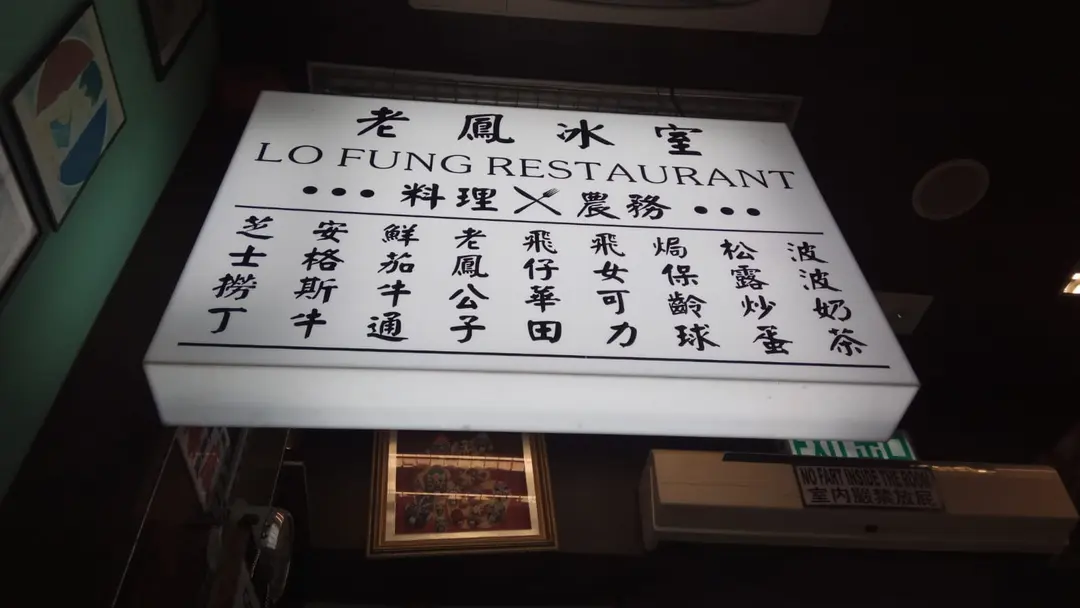 老鳳冰室
LO FUNG RESTAURANT
••• 料理 農務 •••
波波奶茶
松露炒蛋
焗保齡球
飛女可力
飛仔華田
老鳳公子
鮮茄牛通
安格斯牛
芝士撈丁
EXIT 出口
NO FART INSIDE THE ROOM
室內嚴禁放屁